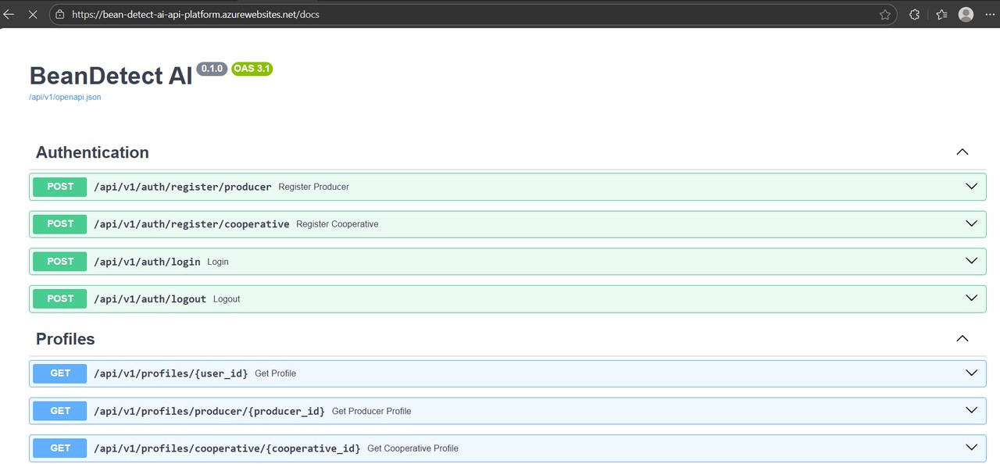 https://bean-detect-ai-api-platform.azurewebsites.net/docs
BeanDetect AI 0.1.0 OAS 3.1
/api/v1/openapi.json
Authentication
POST /api/v1/auth/register/producer Register Producer
POST /api/v1/auth/register/cooperative Register Cooperative
POST /api/v1/auth/login Login
POST /api/v1/auth/logout Logout
Profiles
GET /api/v1/profiles/{user_id} Get Profile
GET /api/v1/profiles/producer/{producer_id} Get Producer Profile
GET /api/v1/profiles/cooperative/{cooperative_id} Get Cooperative Profile